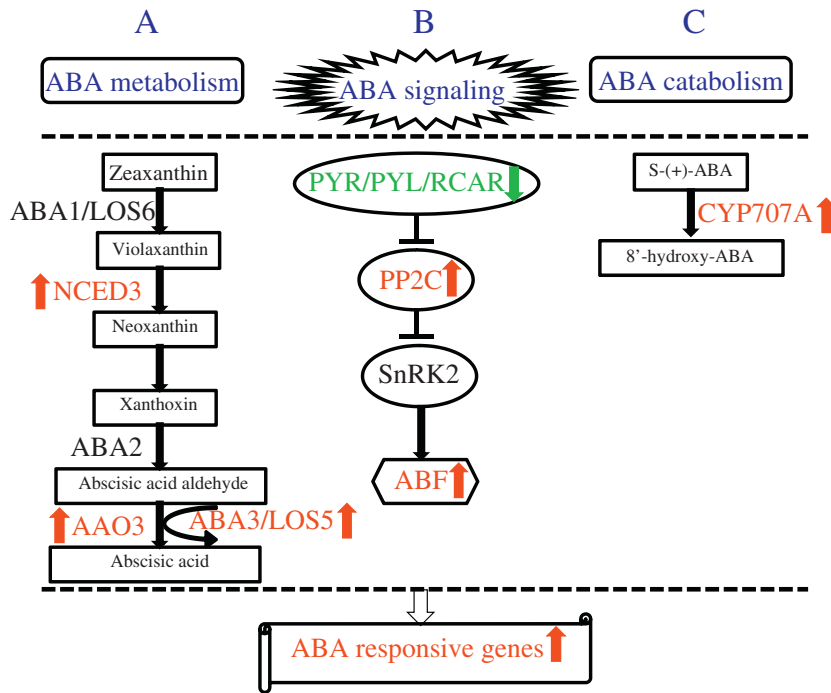 A
B
C
ABA metabolism
ABA signaling
ABA catabolism
Zeaxanthin
ABA1/LOS6
Violaxanthin
NCED3
Neoxanthin
Xanthoxin
ABA2
Abscisic acid aldehyde
AAO3
ABA3/LOS5
Abscisic acid
PYR/PYL/RCAR
PP2C
SnRK2
ABF
S-(+)-ABA
CYP707A
8’-hydroxy-ABA
ABA responsive genes